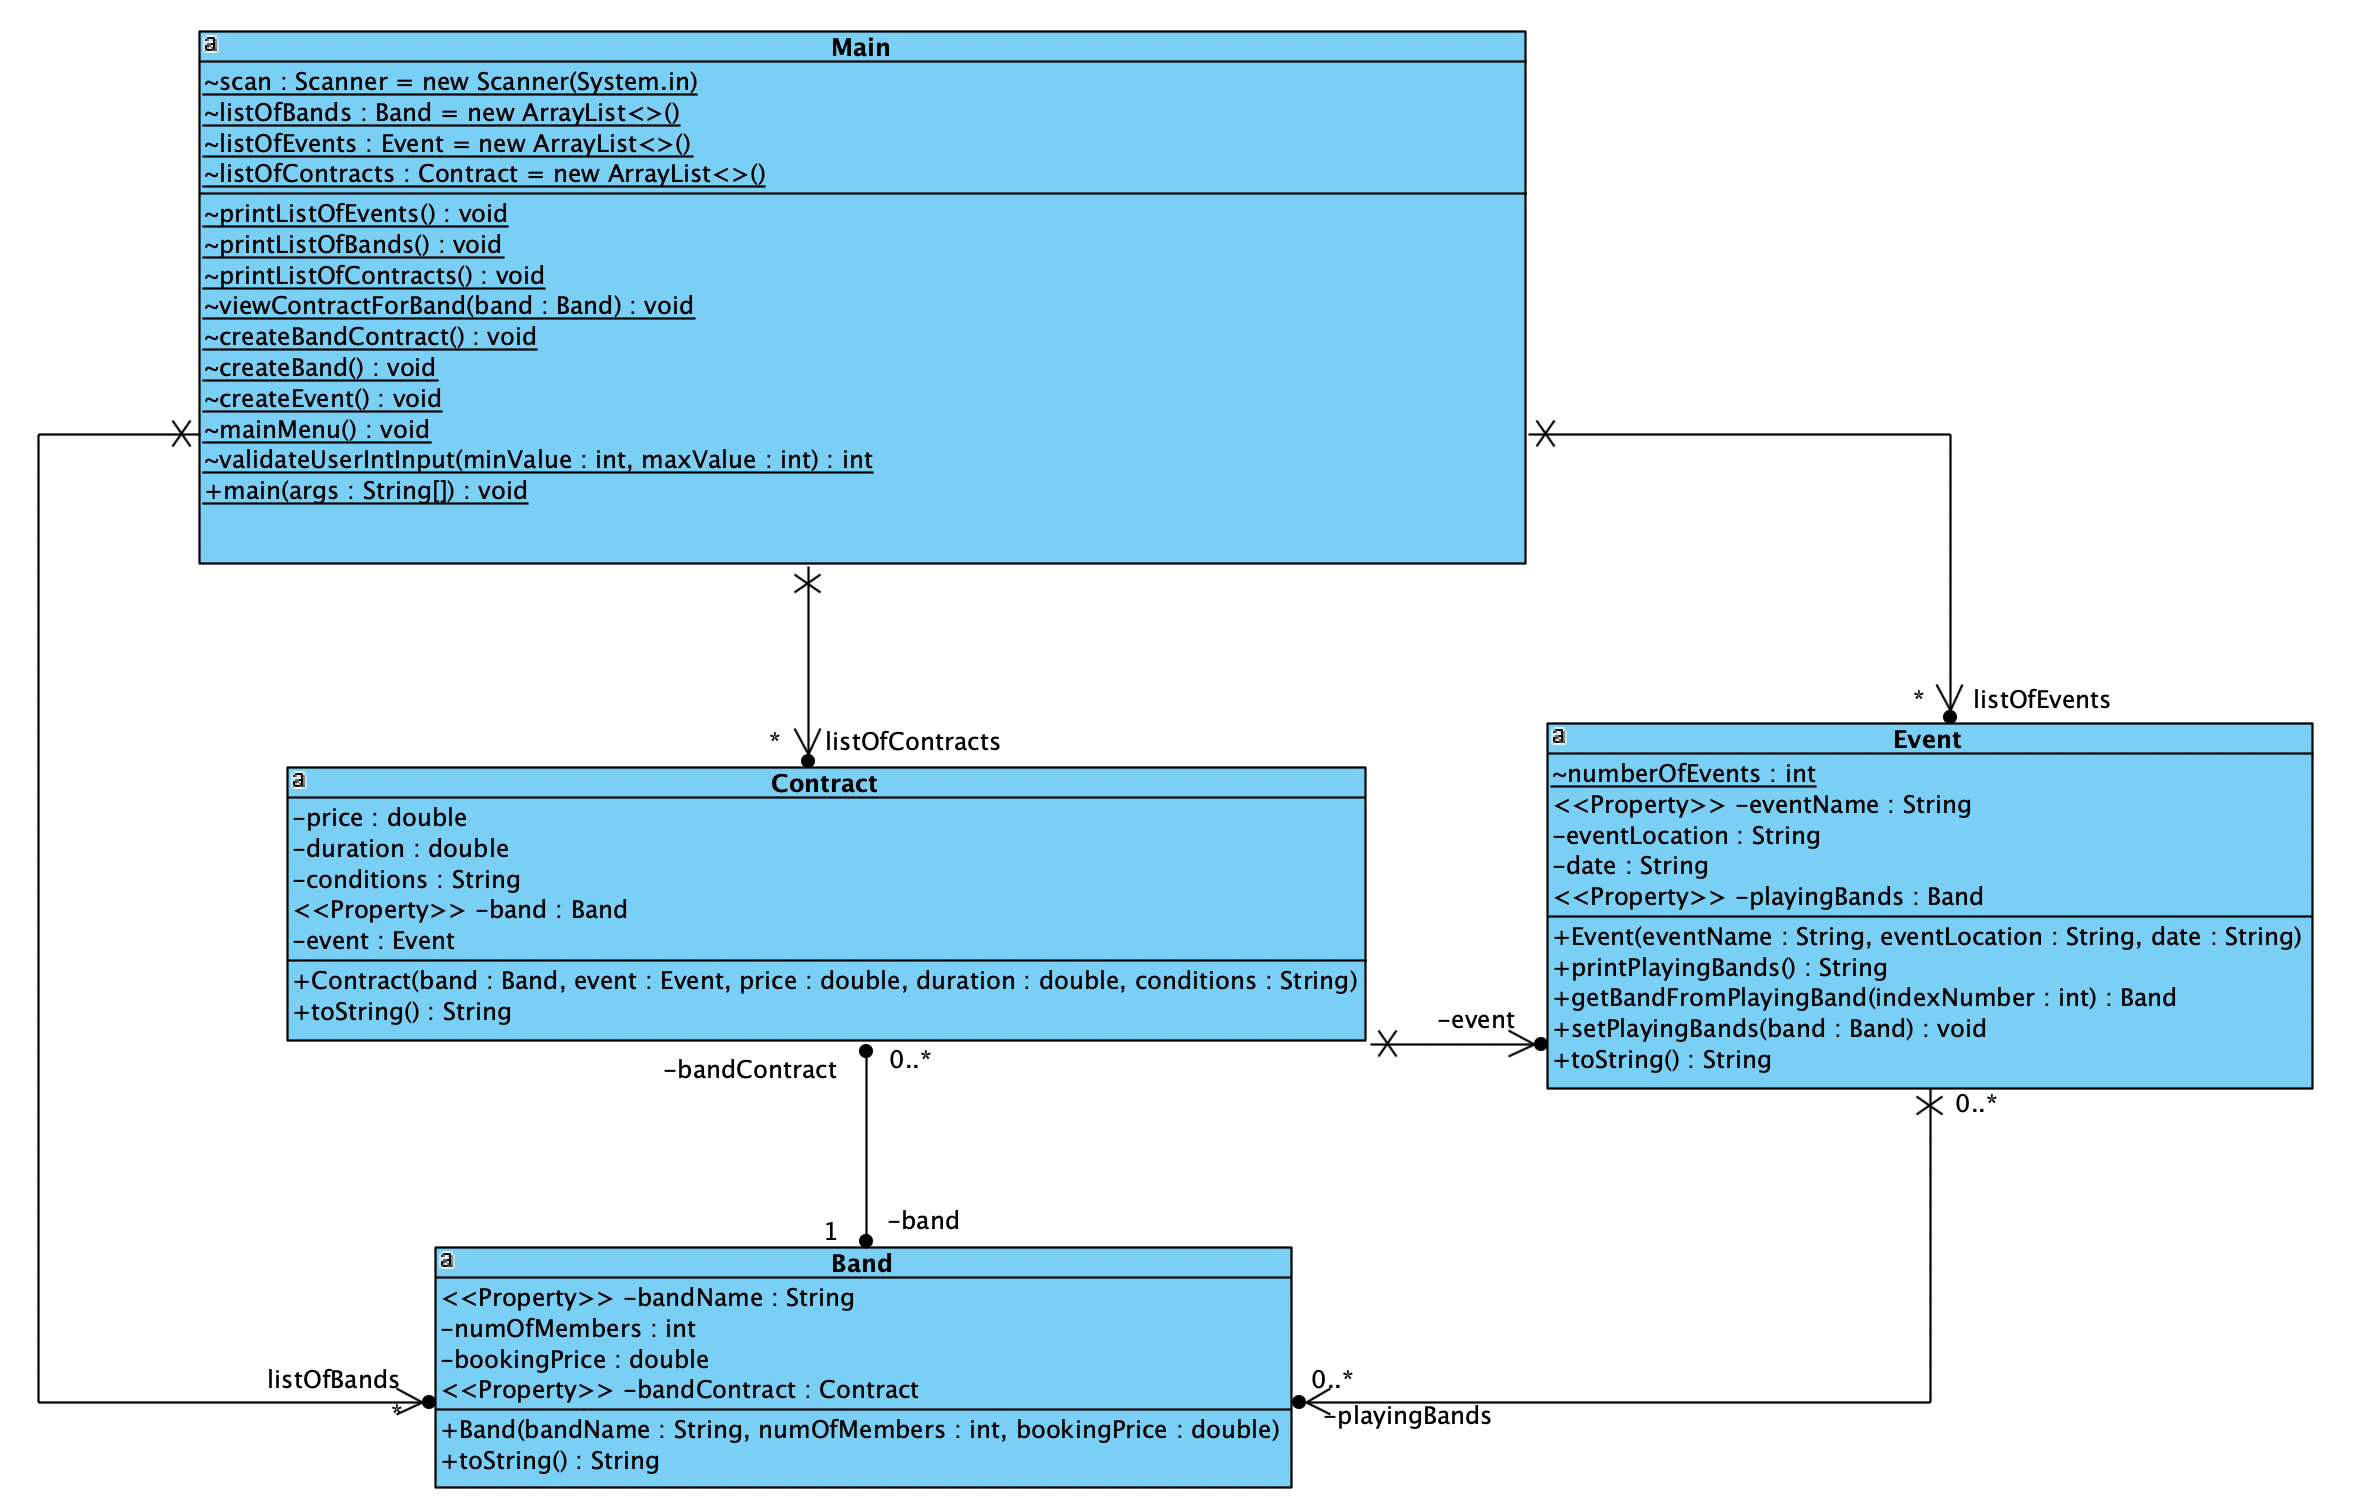 a
Main
~scan : Scanner = new Scanner(System.in)
~listOfBands : Band = new ArrayList<>()
~listOfEvents : Event = new ArrayList<>()
~listOfContracts : Contract = new ArrayList<>()
~printListOfEvents() : void
~printListOfBands() : void
~printListOfContracts() : void
~viewContractForBand(band : Band) : void
~createBandContract() : void
~createBand() : void
~createEvent() : void
~mainMenu() : void
~validateUserIntInput(minValue : int, maxValue : int) : int
+main(args : String[]) : void
* listOfContracts
* listOfEvents
a
Contract
-price : double
-duration : double
-conditions : String
<<Property>> -band : Band
-event : Event
+Contract(band : Band, event : Event, price : double, duration : double, conditions : String)
+toString() : String
a
Event
~numberOfEvents : int
<<Property>> -eventName : String
-eventLocation : String
-date : String
<<Property>> -playingBands : Band
+Event(eventName : String, eventLocation : String, date : String)
+printPlayingBands() : String
+getBandFromPlayingBand(indexNumber : int) : Band
+setPlayingBands(band : Band) : void
+toString() : String
-event
-bandContract
0..*
0..*
1
-band
a
Band
<<Property>> -bandName : String
-numOfMembers : int
-bookingPrice : double
<<Property>> -bandContract : Contract
+Band(bandName : String, numOfMembers : int, bookingPrice : double)
+toString() : String
listOfBands
*
0..*
-playingBands